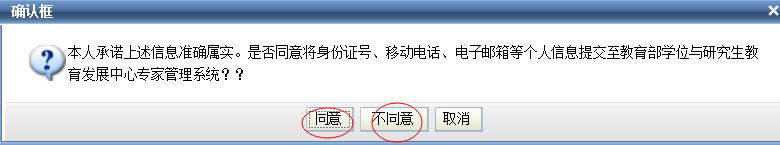 确认框
本人承诺上述信息准确属实。是否同意将身份证号、移动电话、电子邮箱等个人信息提交至教育部学位与研究生教
育发展中心专家管理系统？？
同意 不同意 取消